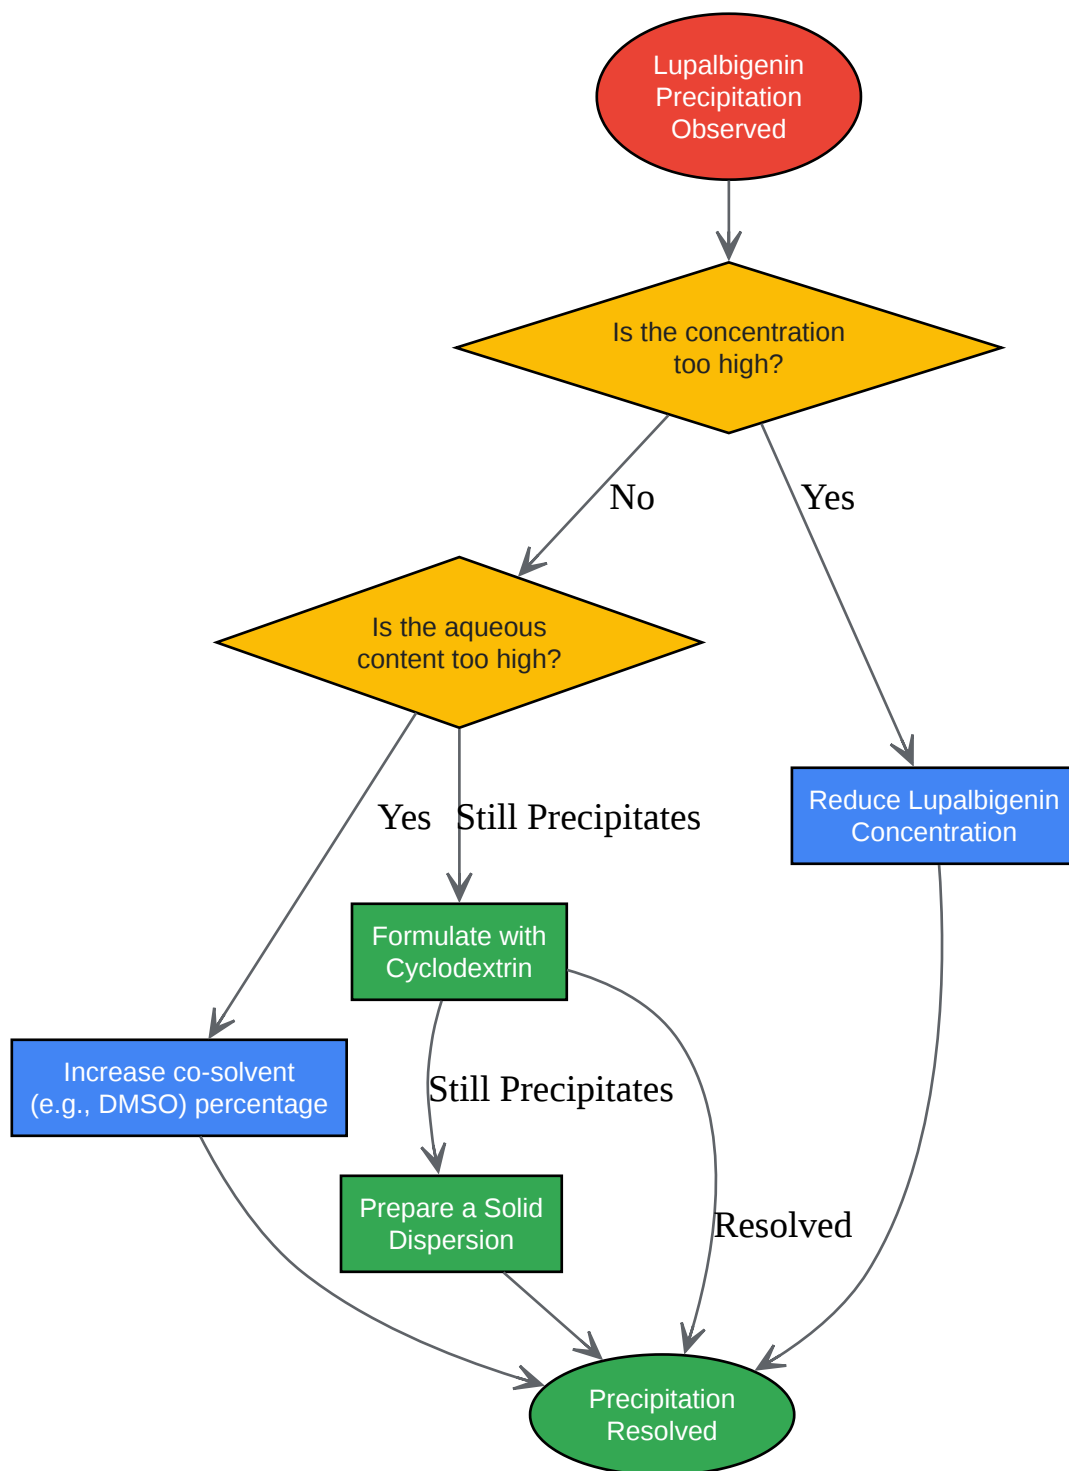 Lupalbigenin
Precipitation
Observed
Is the concentration
too high?
No
Yes
Is the aqueous
content too high?
Yes
Still Precipitates
Reduce Lupalbigenin
Concentration
Formulate with
Cyclodextrin
Increase co-solvent
(e.g., DMSO) percentage
Still Precipitates
Prepare a Solid
Dispersion
Resolved
Precipitation
Resolved